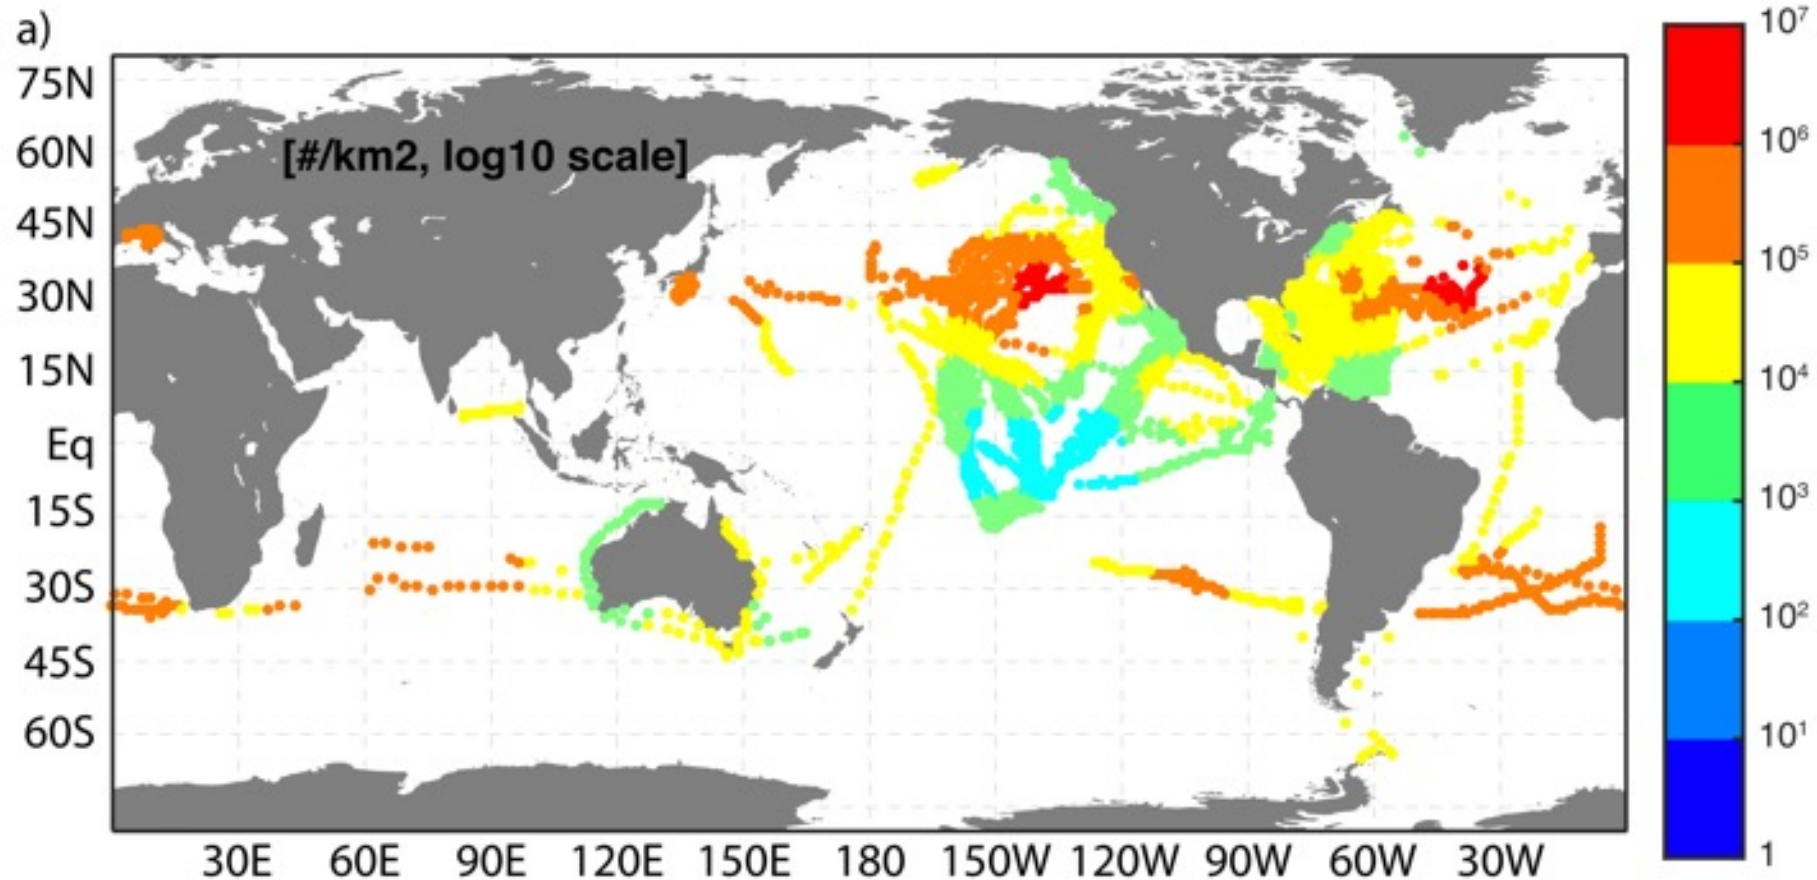 a)
[#/km2, log10 scale]
75N
60N
45N
30N
15N
Eq
15S
30S
45S
60S
30E 60E 90E 120E 150E 180 150W 120W 90W 60W 30W
10⁷
10⁶
10⁵
10⁴
10³
10²
10¹
1